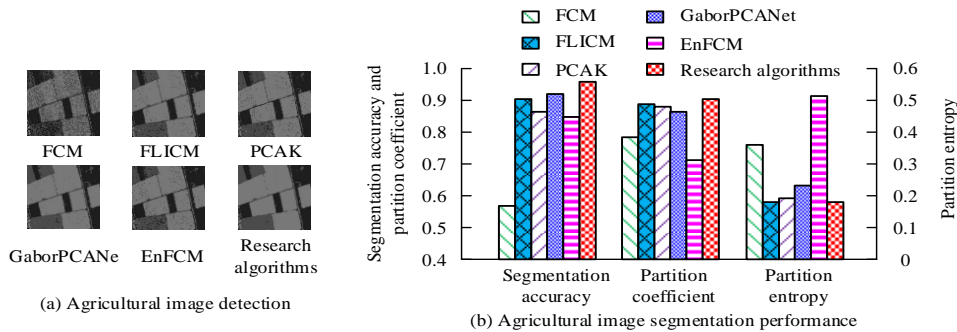 FCM
FLICM
PCAK
GaborPCANe
EnFCM
Research
algorithms
(a) Agricultural image detection
FCM
GaborPCANet
FLICM
EnFCM
PCAK
Research algorithms
Segmentation accuracy and
partition coefficient
1.0
0.9
0.8
0.7
0.6
0.5
0.4
0.6
0.5
0.4
0.3
0.2
0.1
0
Partition entropy
Segmentation
accuracy
Partition
coefficient
Partition
entropy
(b) Agricultural image segmentation performance